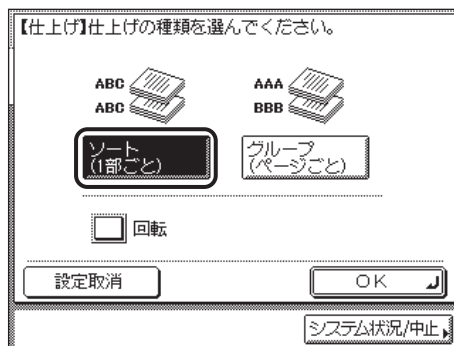 【仕上げ】仕上げの種類を選んでください。
ABC
ABC
AAA
BBB
ソート
(1部ごと)
グループ
(ページごと)
回転
設定取消
OK
システム状況/中止